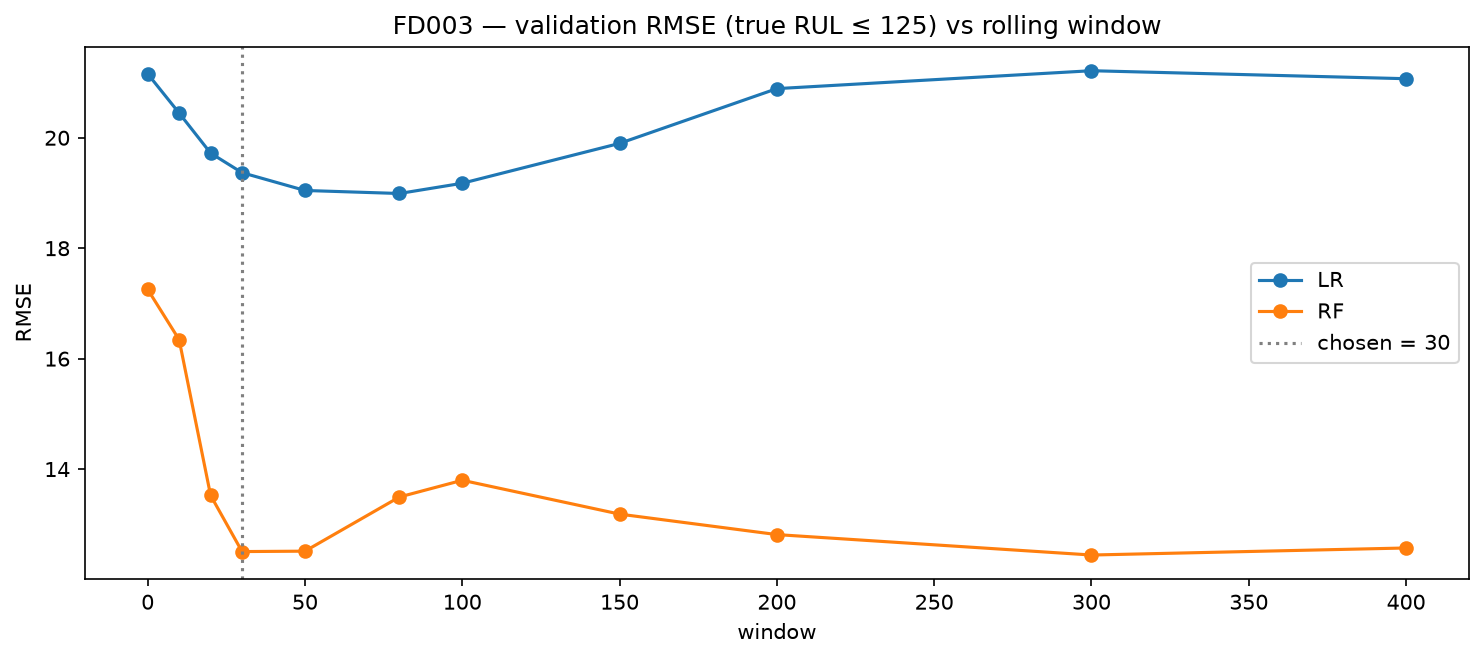 FD003 — validation RMSE (true RUL ≤ 125) vs rolling window
RMSE
20
18
16
14
LR
RF
chosen = 30
0 50 100 150 200 250 300 350 400
window